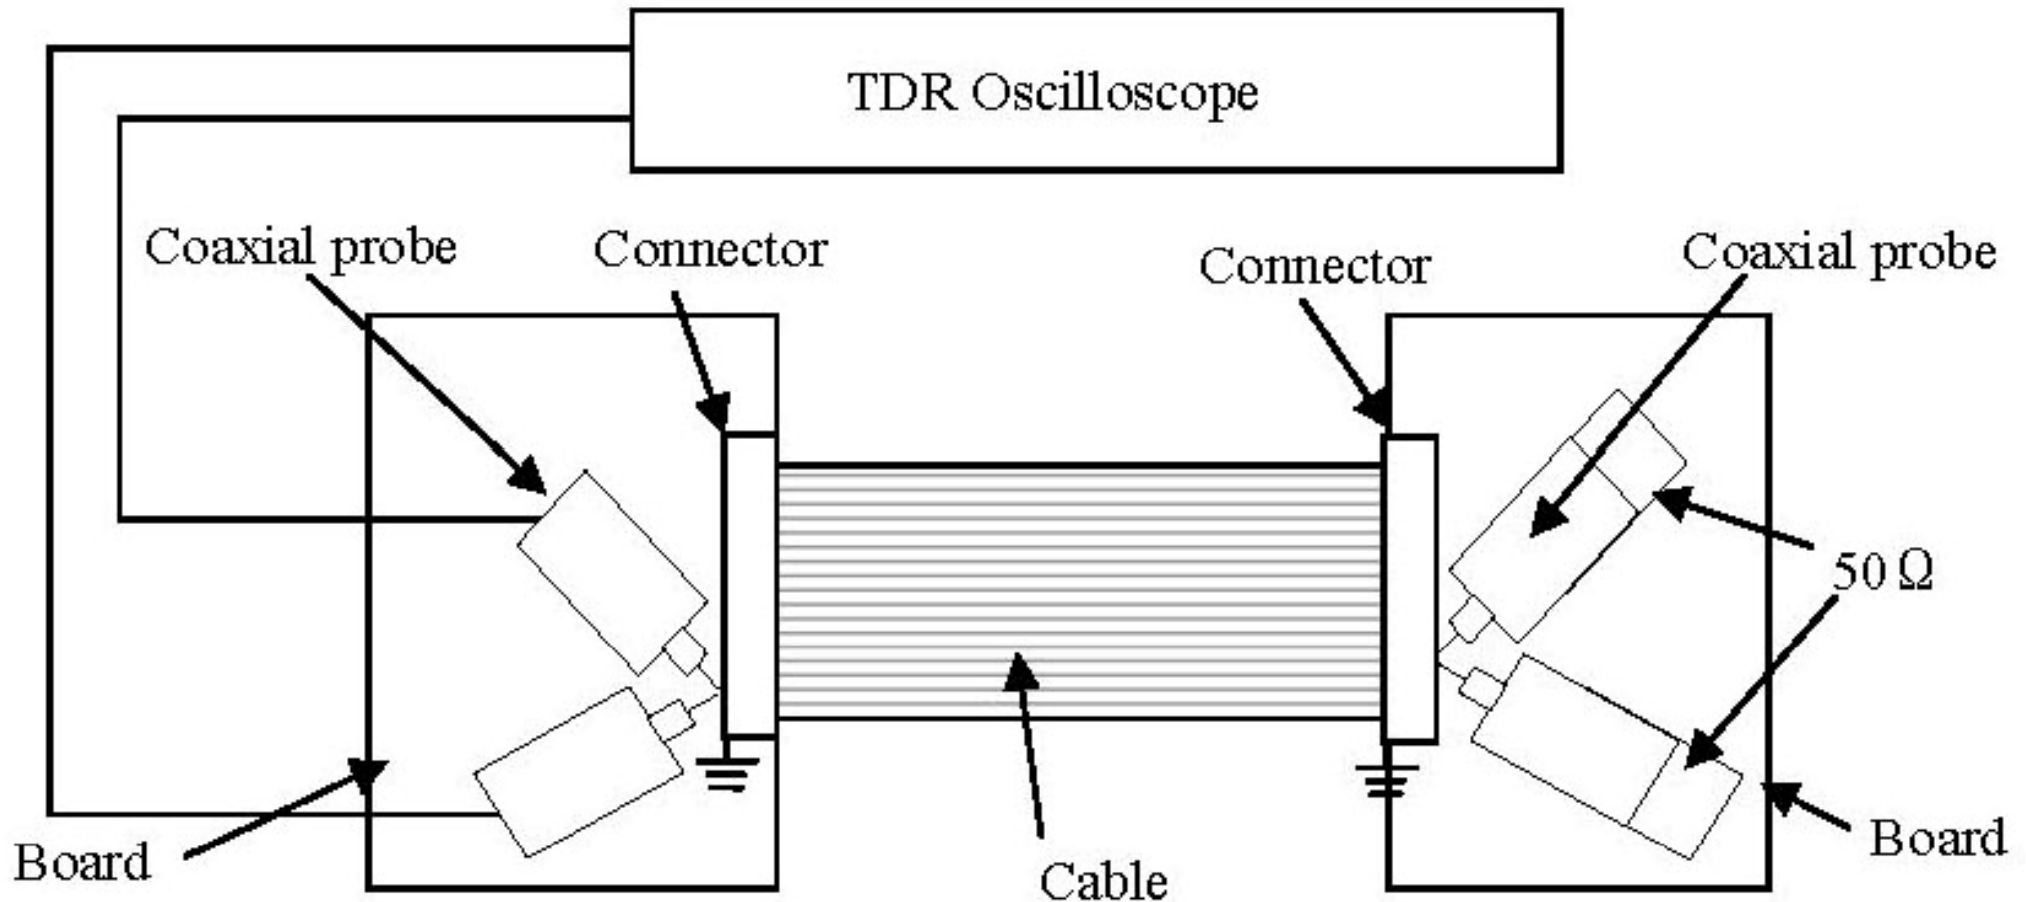 TDR Oscilloscope
Coaxial probe
Connector
Connector
Coaxial probe
50 Ω
Board
Cable
Board